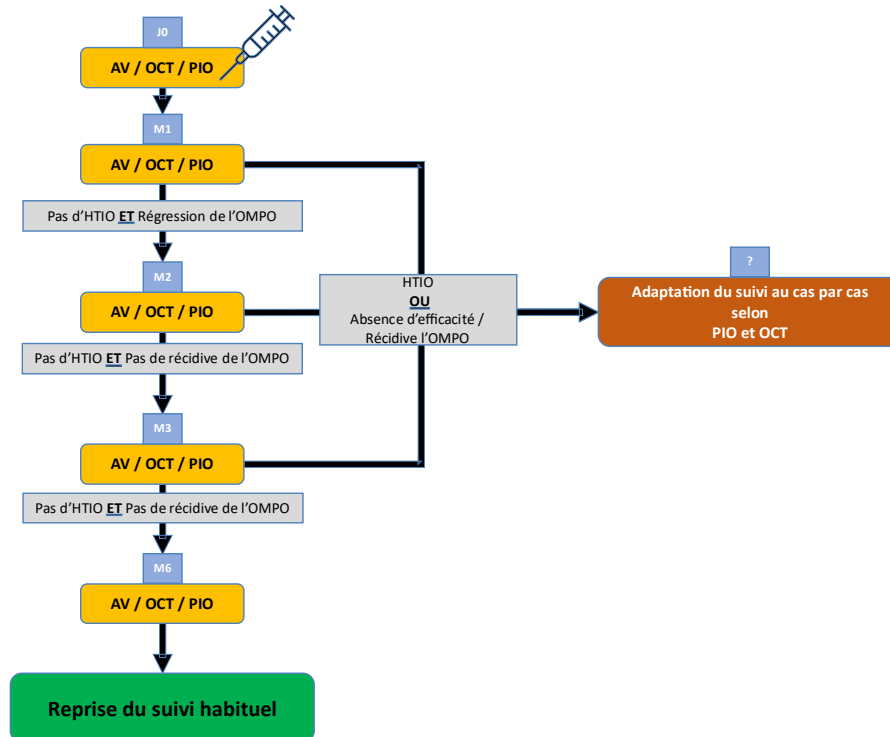 J0
AV / OCT / PIO
M1
AV / OCT / PIO
Pas d'HTIO ET Régression de l'OMPO
M2
AV / OCT / PIO
HTIO
OU
Absence d'efficacité /
Récidive l'OMPO
?
Adaptation du suivi au cas par cas
selon
PIO et OCT
Pas d'HTIO ET Pas de récidive de l'OMPO
M3
AV / OCT / PIO
Pas d'HTIO ET Pas de récidive de l'OMPO
M6
AV / OCT / PIO
Reprise du suivi habituel